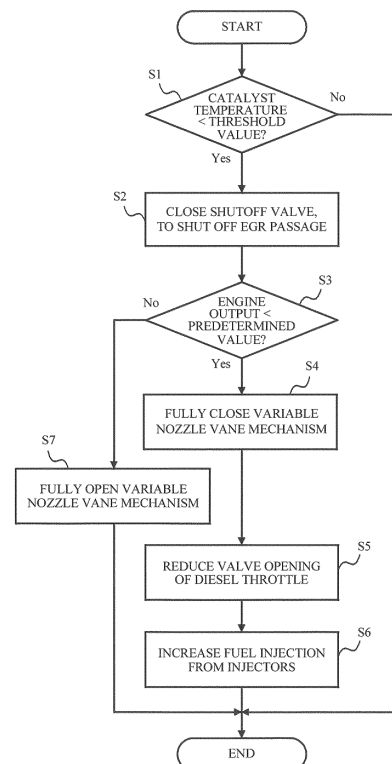 START
S1
CATALYST
TEMPERATURE
< THRESHOLD
VALUE?
No
Yes
S2
CLOSE SHUTOFF VALVE,
TO SHUT OFF EGR PASSAGE
S3
No
ENGINE
OUTPUT <
PREDETERMINED
VALUE?
Yes
S4
FULLY CLOSE VARIABLE
NOZZLE VANE MECHANISM
S7
FULLY OPEN VARIABLE
NOZZLE VANE MECHANISM
S5
REDUCE VALVE OPENING
OF DIESEL THROTTLE
S6
INCREASE FUEL INJECTION
FROM INJECTORS
END